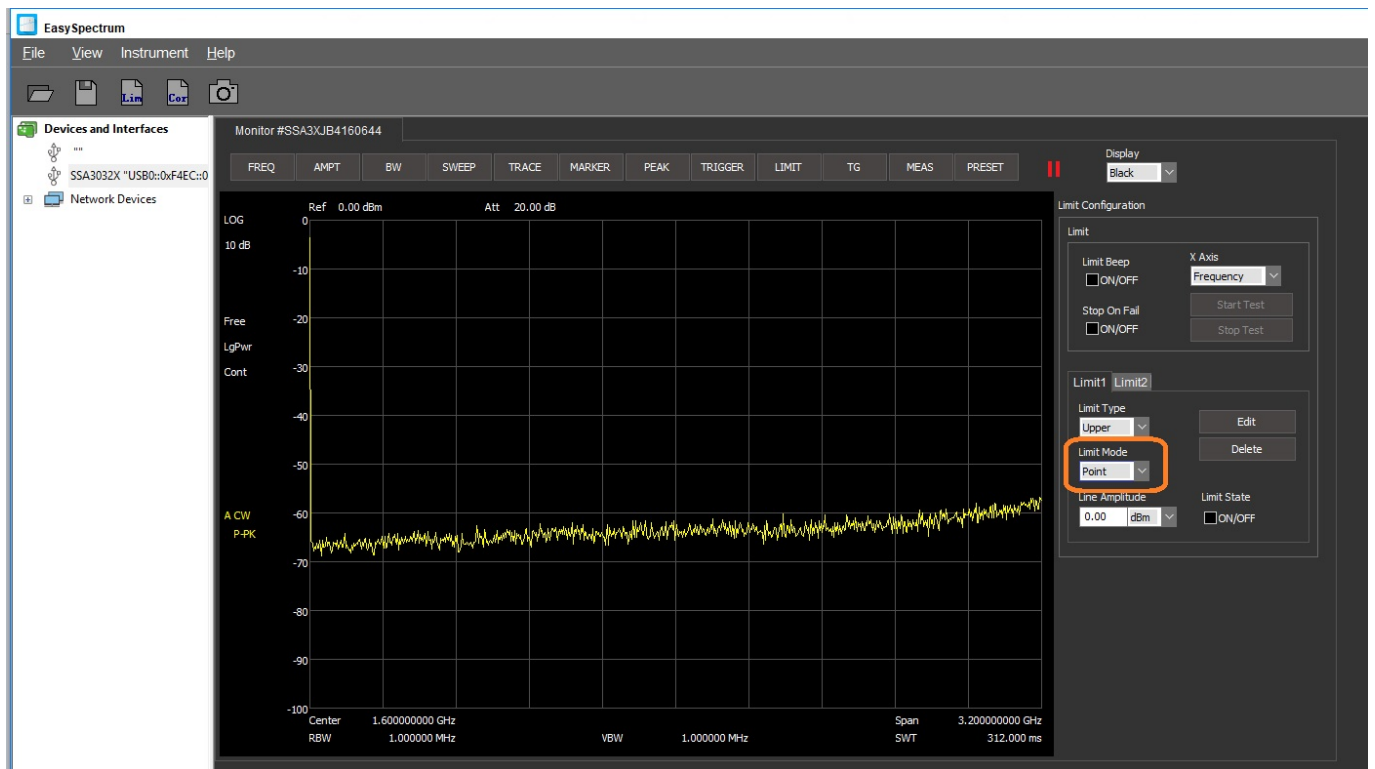 EasySpectrum
File View Instrument Help
Lim Cor
Devices and Interfaces
""
SSA3032X "USB0::0xF4EC::0
Network Devices
Monitor #SSA3XJB4160644
FREQ AMPT BW SWEEP TRACE MARKER PEAK TRIGGER LIMIT TG MEAS PRESET
Display
Black
Ref 0.00 dBm Att 20.00 dB
LOG
10 dB
Free
LgPwr
Cont
A CW
P-PK
0
-10
-20
-30
-40
-50
-60
-70
-80
-90
-100
Center 1.600000000 GHz Span 3.200000000 GHz
RBW 1.000000 MHz VBW 1.000000 MHz SWT 312.000 ms
Limit Configuration
Limit
Limit Beep
ON/OFF
X Axis
Frequency
Stop On Fail
ON/OFF
Start Test
Stop Test
Limit1 Limit2
Limit Type
Upper
Edit
Limit Mode
Point
Delete
Line Amplitude
0.00 dBm
Limit State
ON/OFF